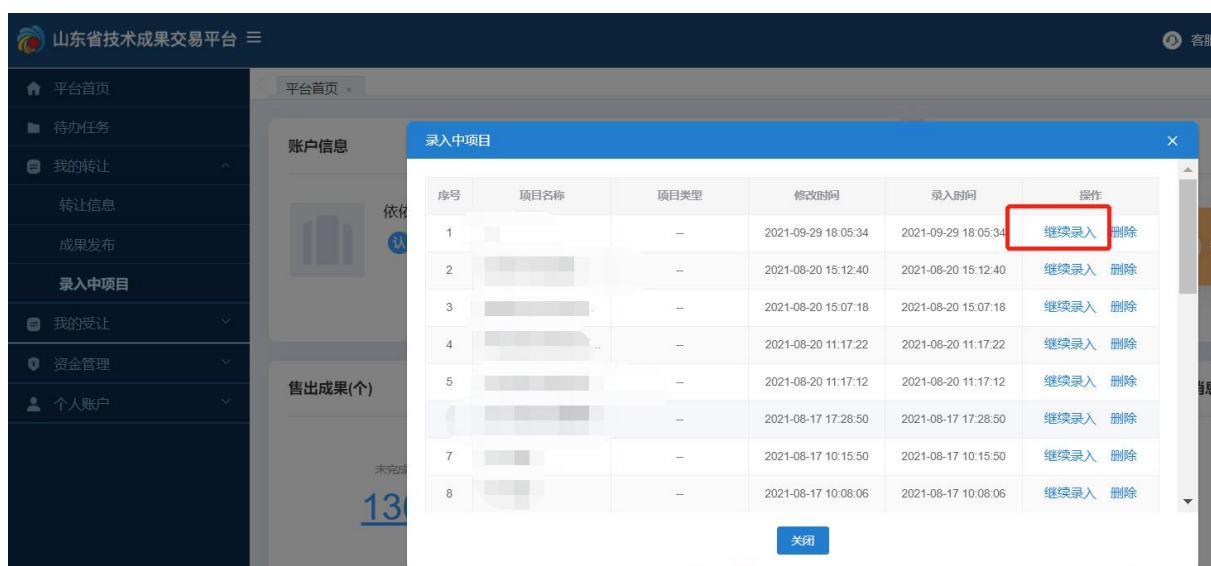 山东省技术成果交易平台
平台首页
待办任务
我的转让
转让信息
成果发布
录入中项目
我的受让
资金管理
个人账户
平台首页 ×
账户信息
售出成果(个)
录入中项目 ×
序号 项目名称 项目类型 修改时间 录入时间 操作
1 -- 2021-09-29 18:05:34 2021-09-29 18:05:34 继续录入 删除
2 -- 2021-08-20 15:12:40 2021-08-20 15:12:40 继续录入 删除
3 -- 2021-08-20 15:07:18 2021-08-20 15:07:18 继续录入 删除
4 ... -- 2021-08-20 11:17:22 2021-08-20 11:17:22 继续录入 删除
5 -- 2021-08-20 11:17:12 2021-08-20 11:17:12 继续录入 删除
-- 2021-08-17 17:28:50 2021-08-17 17:28:50 继续录入 删除
7 -- 2021-08-17 10:15:50 2021-08-17 10:15:50 继续录入 删除
8 -- 2021-08-17 10:08:06 2021-08-17 10:08:06 继续录入 删除
关闭